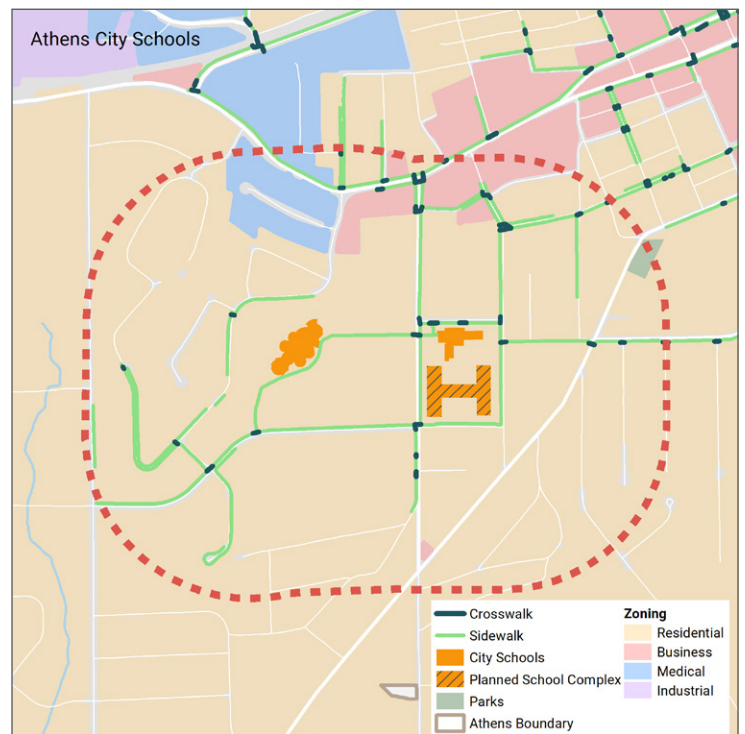 Athens City Schools
Crosswalk
Sidewalk
City Schools
Planned School Complex
Parks
Athens Boundary
Zoning
Residential
Business
Medical
Industrial